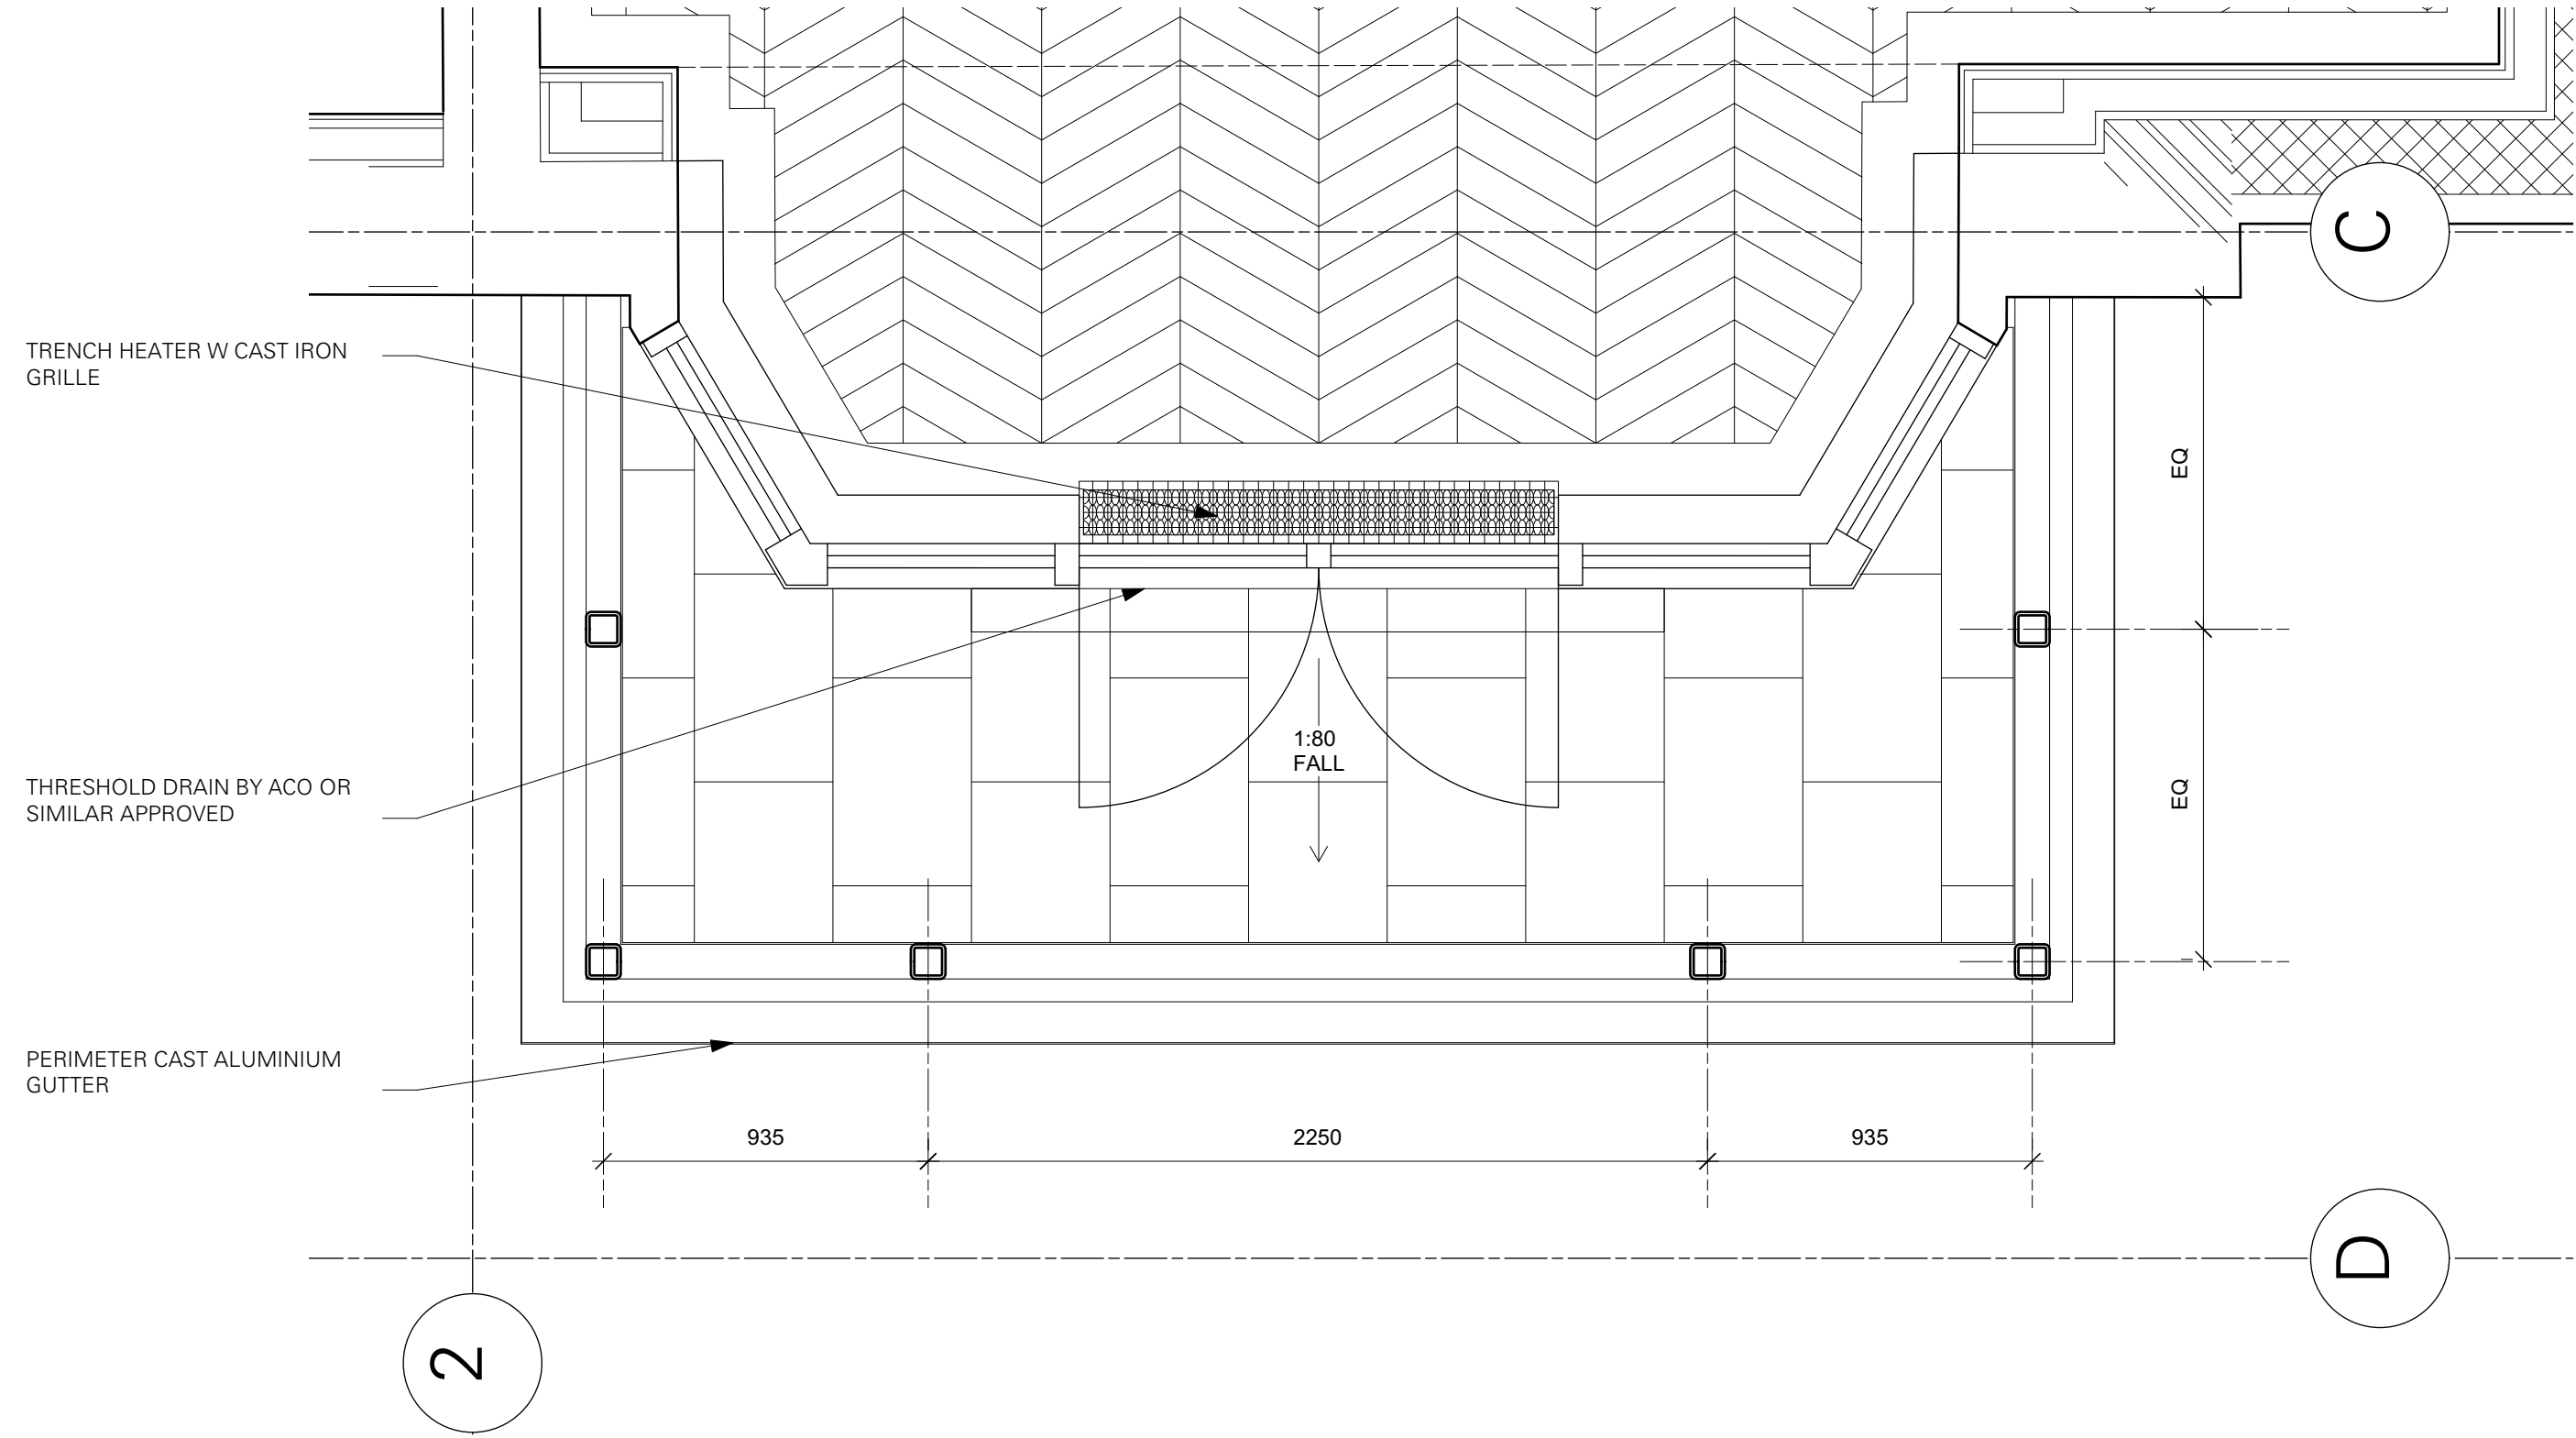 C
TRENCH HEATER W CAST IRON
GRILLE
EQ
1:80
FALL
THRESHOLD DRAIN BY ACO OR
SIMILAR APPROVED
EQ
PERIMETER CAST ALUMINIUM
GUTTER
935
2250
935
D
2